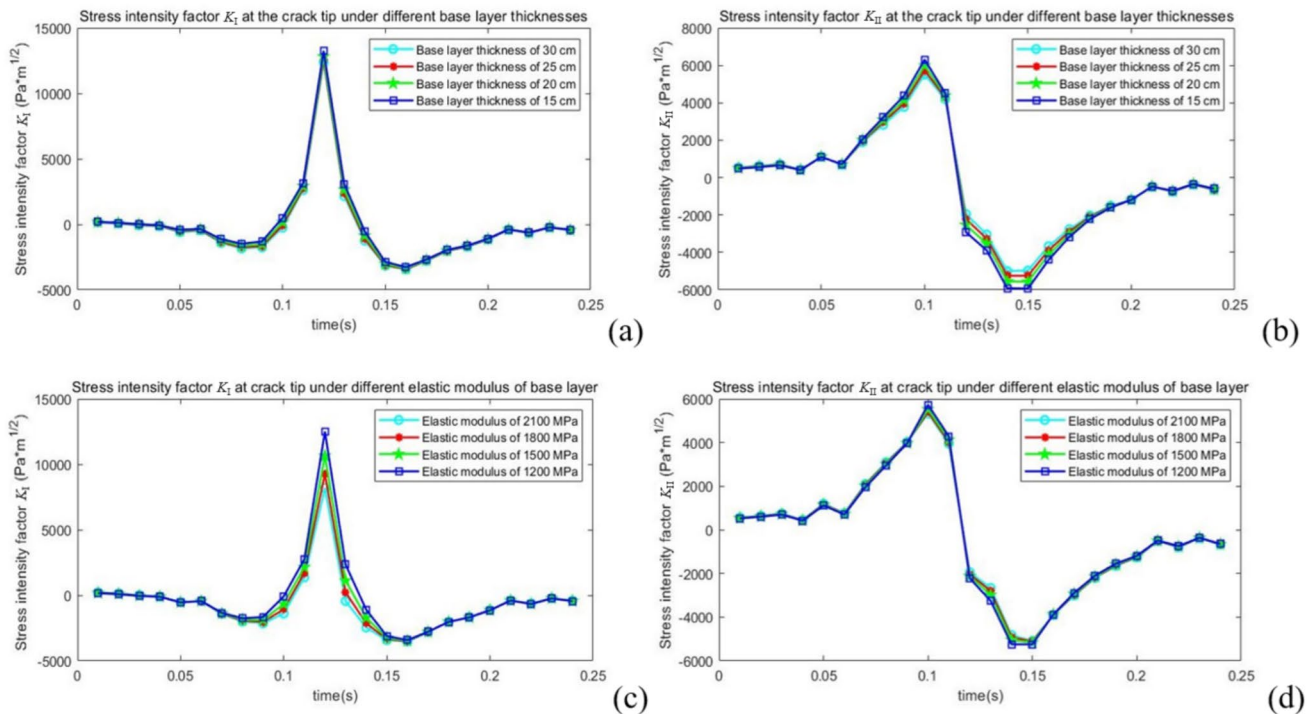 Stress intensity factor K_I at the crack tip under different base layer thicknesses
Stress intensity factor K_I (Pa*m^1/2)
15000
10000
5000
0
-5000
Base layer thickness of 30 cm
Base layer thickness of 25 cm
Base layer thickness of 20 cm
Base layer thickness of 15 cm
0 0.05 0.1 0.15 0.2 0.25
time(s)
(a)
Stress intensity factor K_II at the crack tip under different base layer thicknesses
Stress intensity factor K_II (Pa*m^1/2)
8000
6000
4000
2000
0
-2000
-4000
-6000
Base layer thickness of 30 cm
Base layer thickness of 25 cm
Base layer thickness of 20 cm
Base layer thickness of 15 cm
0 0.05 0.1 0.15 0.2 0.25
time(s)
(b)
Stress intensity factor K_I at crack tip under different elastic modulus of base layer
Stress intensity factor K_I (Pa*m^1/2)
15000
10000
5000
0
-5000
Elastic modulus of 2100 MPa
Elastic modulus of 1800 MPa
Elastic modulus of 1500 MPa
Elastic modulus of 1200 MPa
0 0.05 0.1 0.15 0.2 0.25
time(s)
(c)
Stress intensity factor K_II at crack tip under different elastic modulus of base layer
Stress intensity factor K_II (Pa*m^1/2)
6000
4000
2000
0
-2000
-4000
-6000
Elastic modulus of 2100 MPa
Elastic modulus of 1800 MPa
Elastic modulus of 1500 MPa
Elastic modulus of 1200 MPa
0 0.05 0.1 0.15 0.2 0.25
time(s)
(d)